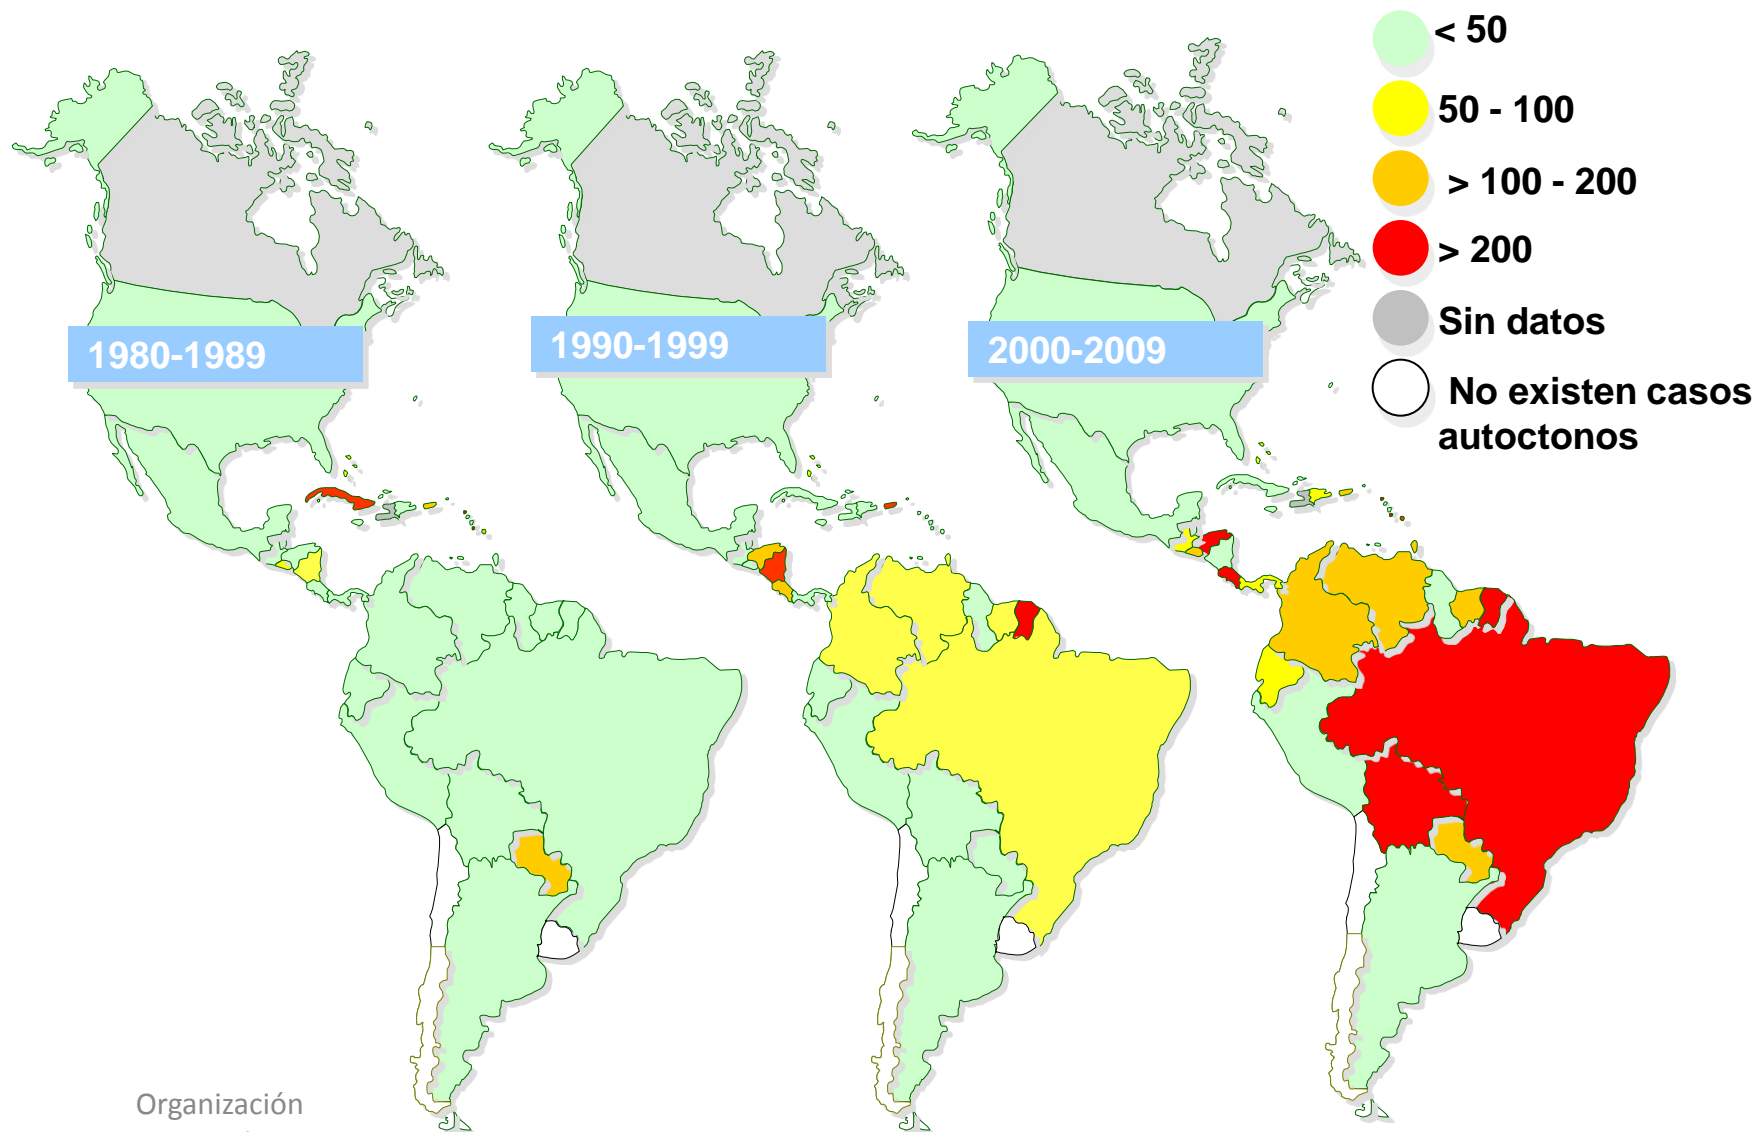 < 50
50 - 100
> 100 - 200
> 200
Sin datos
No existen casos
autoctonos
1980-1989
1990-1999
2000-2009
Organización